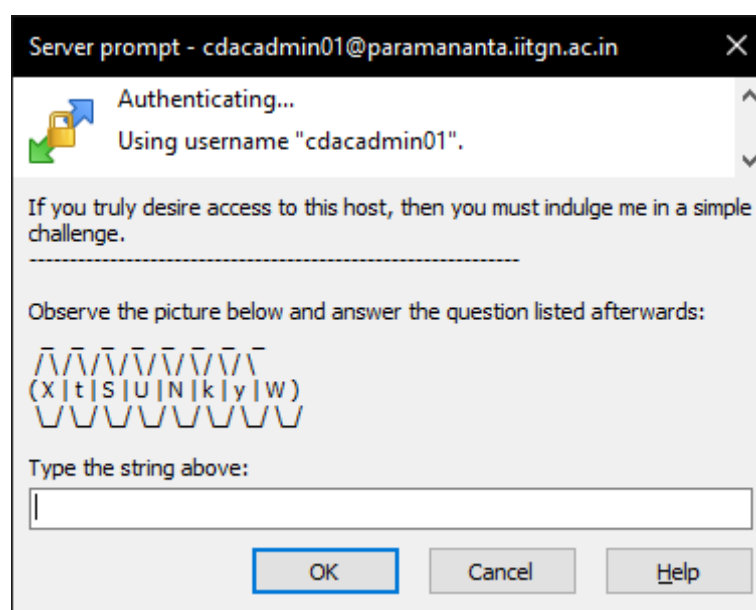 Server prompt - cdacadmin01@paramananta.iitgn.ac.in
Authenticating...
Using username "cdacadmin01".
If you truly desire access to this host, then you must indulge me in a simple
challenge.
--------------------------------------------------------------
Observe the picture below and answer the question listed afterwards:
 _ _ _ _ _ _ _ _
/ \/ \/ \/ \/ \/ \/ \/ \
( X | t | S | U | N | k | y | W )
\_/\_/\_/\_/\_/\_/\_/\_/
Type the string above:
OK Cancel Help